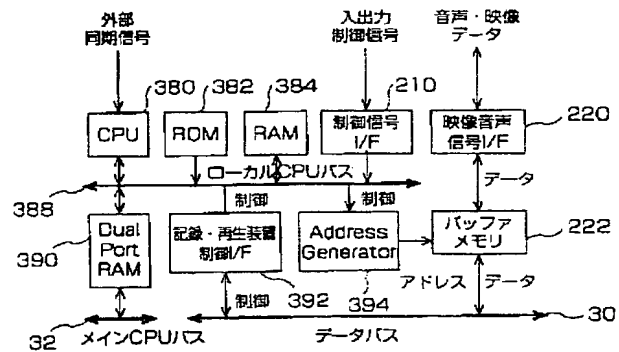 外部
同期信号
入出力
制御信号
音声・映像
データ
380
382
384
210
CPU
ROM
RAM
制御信号
I/F
映像音声
信号I/F
220
ローカルCPUバス
データ
388
制御
制御
390
Dual
Port
RAM
記録・再生装置
制御I/F
Address
Generator
バッファ
メモリ
222
392
394
アドレス
データ
制御
32
30
メインCPUバス
データバス